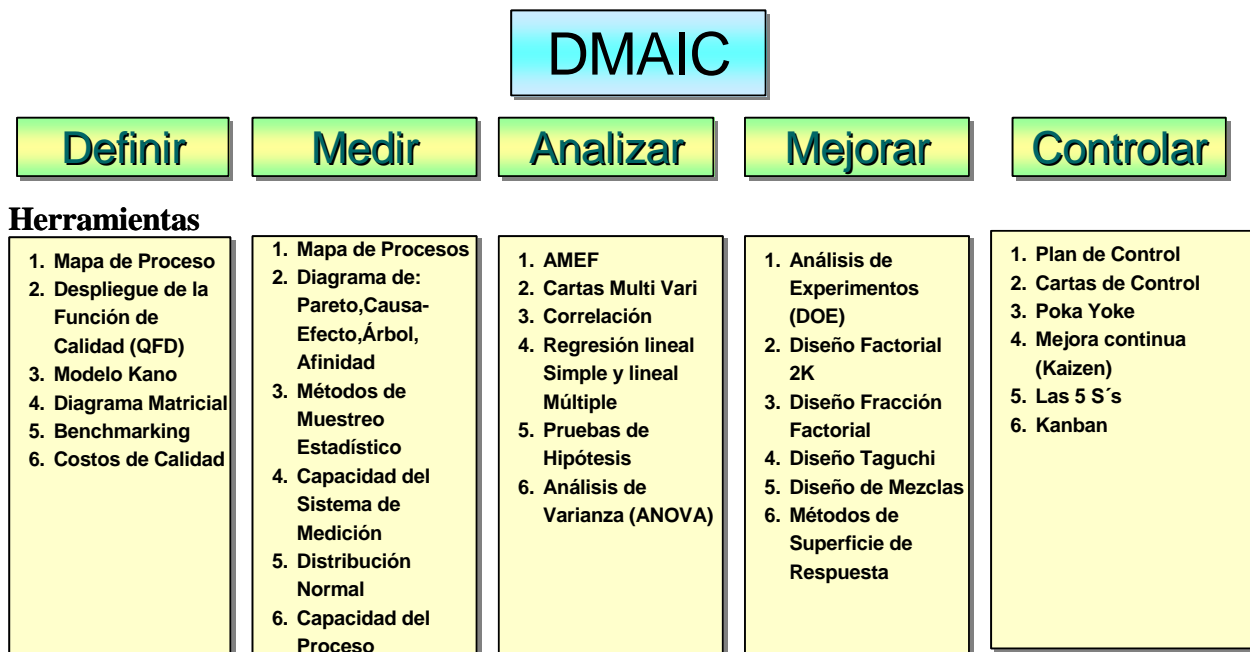 DMAIC
Definir
Medir
Analizar
Mejorar
Controlar
Herramientas
1. Mapa de Proceso
2. Despliegue de la
Función de
Calidad (QFD)
3. Modelo Kano
4. Diagrama Matricial
5. Benchmarking
6. Costos de Calidad
1. Mapa de Procesos
2. Diagrama de:
Pareto,Causa-
Efecto,Árbol,
Afinidad
3. Métodos de
Muestreo
Estadístico
4. Capacidad del
Sistema de
Medición
5. Distribución
Normal
6. Capacidad del
Proceso
1. AMEF
2. Cartas Multi Vari
3. Correlación
4. Regresión lineal
Simple y lineal
Múltiple
5. Pruebas de
Hipótesis
6. Análisis de
Varianza (ANOVA)
1. Análisis de
Experimentos
(DOE)
2. Diseño Factorial
2K
3. Diseño Fracción
Factorial
4. Diseño Taguchi
5. Diseño de Mezclas
6. Métodos de
Superficie de
Respuesta
1. Plan de Control
2. Cartas de Control
3. Poka Yoke
4. Mejora continua
(Kaizen)
5. Las 5 S´s
6. Kanban